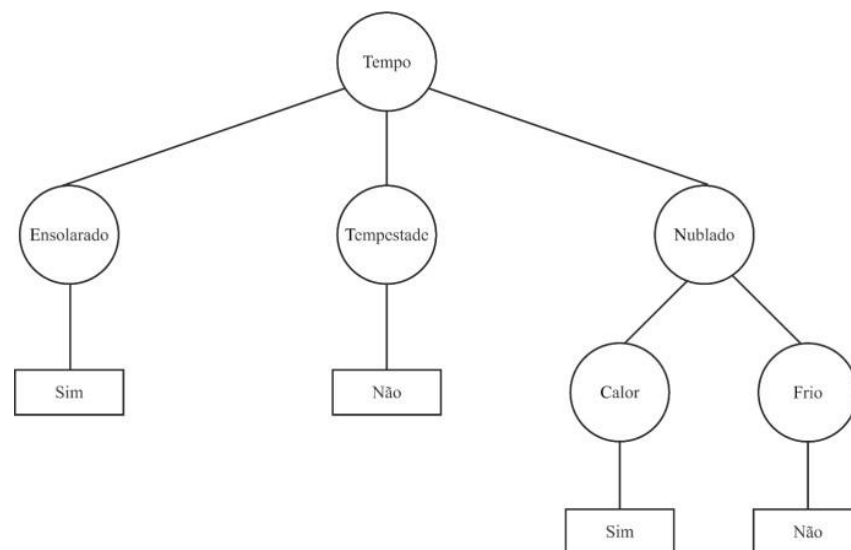 Tempo
Ensolarado
Tempestade
Nublado
Sim
Não
Calor
Frio
Sim
Não